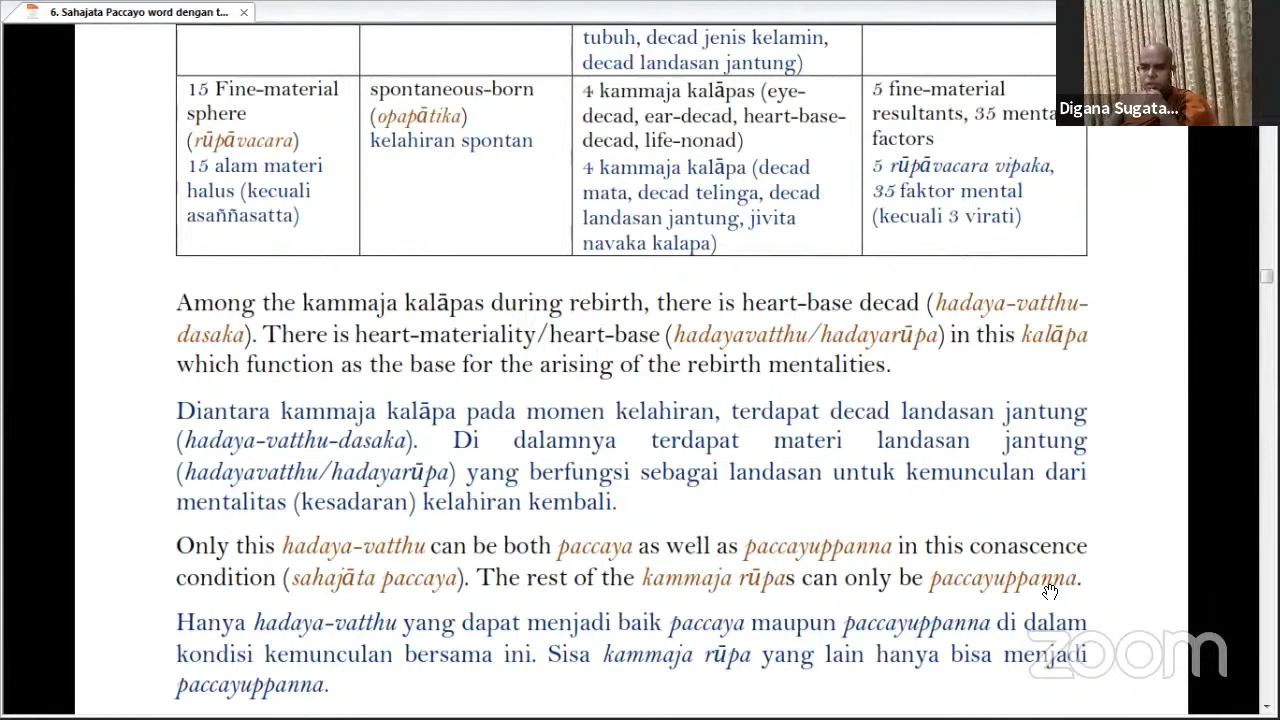 6. Sahajata Paccayo word dengan t...
tubuh, decad jenis kelamin,
decad landasan jantung)
15 Fine-material
sphere
(rūpāvacara)
15 alam materi
halus (kecuali
asaññasatta)
spontaneous-born
(opapātika)
kelahiran spontan
4 kammaja kalāpas (eye-
decad, ear-decad, heart-base-
decad, life-nonad)
4 kammaja kalāpa (decad
mata, decad telinga, decad
landasan jantung, jivita
navaka kalapa)
5 fine-material
resultants, 35 menta
factors
5 rūpāvacara vipaka,
35 faktor mental
(kecuali 3 virati)
Digana Sugata...
Among the kammaja kalāpas during rebirth, there is heart-base decad (hadaya-vatthu-
dasaka). There is heart-materiality/heart-base (hadayavatthu/hadayarūpa) in this kalāpa
which function as the base for the arising of the rebirth mentalities.
Diantara kammaja kalāpa pada momen kelahiran, terdapat decad landasan jantung
(hadaya-vatthu-dasaka). Di dalamnya terdapat materi landasan jantung
(hadayavatthu/hadayarūpa) yang berfungsi sebagai landasan untuk kemunculan dari
mentalitas (kesadaran) kelahiran kembali.
Only this hadaya-vatthu can be both paccaya as well as paccayuppanna in this conascence
condition (sahajāta paccaya). The rest of the kammaja rūpas can only be paccayuppanna.
Hanya hadaya-vatthu yang dapat menjadi baik paccaya maupun paccayuppanna di dalam
kondisi kemunculan bersama ini. Sisa kammaja rūpa yang lain hanya bisa menjadi
paccayuppanna.
zoom